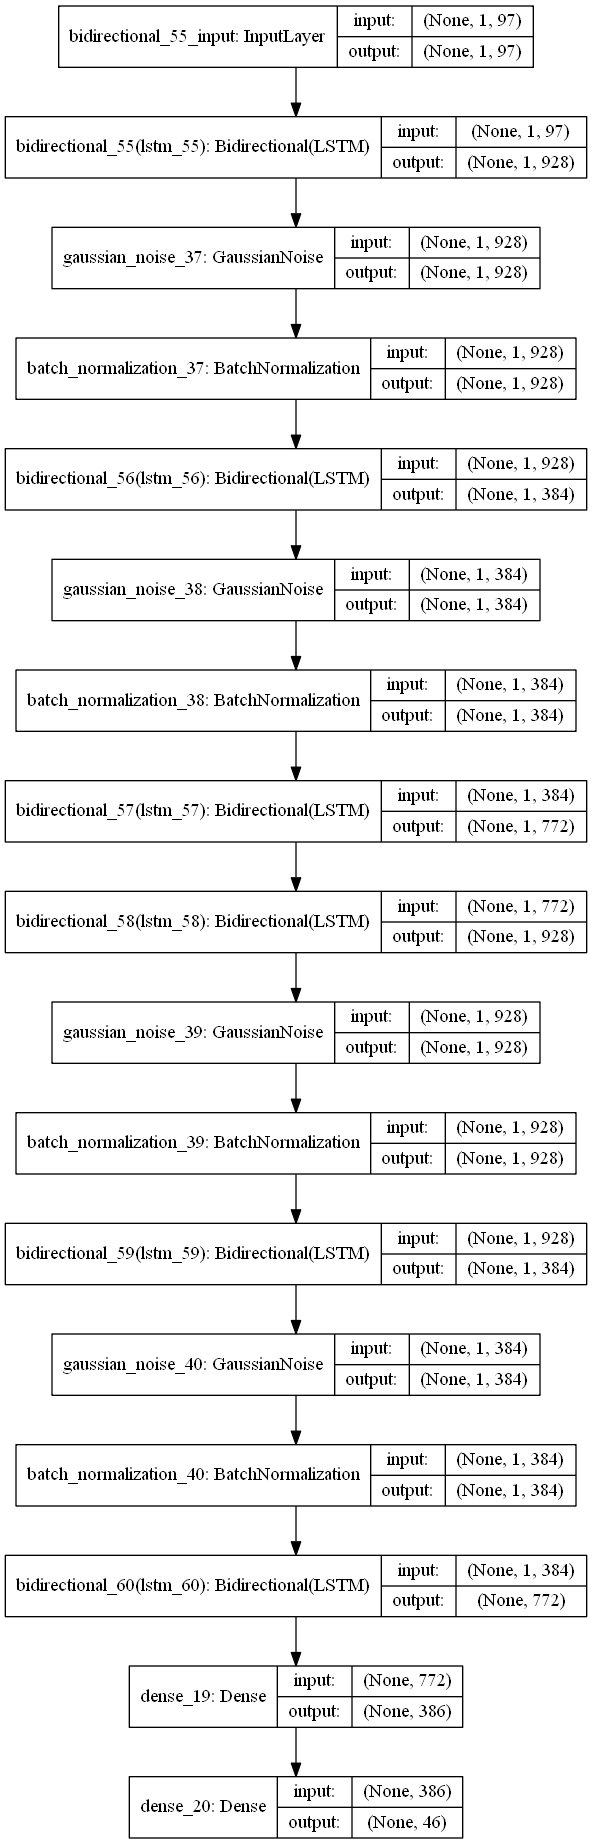 bidirectional_55_input: InputLayer
input: (None, 1, 97)
output: (None, 1, 97)
bidirectional_55(lstm_55): Bidirectional(LSTM)
input: (None, 1, 97)
output: (None, 1, 928)
gaussian_noise_37: GaussianNoise
input: (None, 1, 928)
output: (None, 1, 928)
batch_normalization_37: BatchNormalization
input: (None, 1, 928)
output: (None, 1, 928)
bidirectional_56(lstm_56): Bidirectional(LSTM)
input: (None, 1, 928)
output: (None, 1, 384)
gaussian_noise_38: GaussianNoise
input: (None, 1, 384)
output: (None, 1, 384)
batch_normalization_38: BatchNormalization
input: (None, 1, 384)
output: (None, 1, 384)
bidirectional_57(lstm_57): Bidirectional(LSTM)
input: (None, 1, 384)
output: (None, 1, 772)
bidirectional_58(lstm_58): Bidirectional(LSTM)
input: (None, 1, 772)
output: (None, 1, 928)
gaussian_noise_39: GaussianNoise
input: (None, 1, 928)
output: (None, 1, 928)
batch_normalization_39: BatchNormalization
input: (None, 1, 928)
output: (None, 1, 928)
bidirectional_59(lstm_59): Bidirectional(LSTM)
input: (None, 1, 928)
output: (None, 1, 384)
gaussian_noise_40: GaussianNoise
input: (None, 1, 384)
output: (None, 1, 384)
batch_normalization_40: BatchNormalization
input: (None, 1, 384)
output: (None, 1, 384)
bidirectional_60(lstm_60): Bidirectional(LSTM)
input: (None, 1, 384)
output: (None, 772)
dense_19: Dense
input: (None, 772)
output: (None, 386)
dense_20: Dense
input: (None, 386)
output: (None, 46)